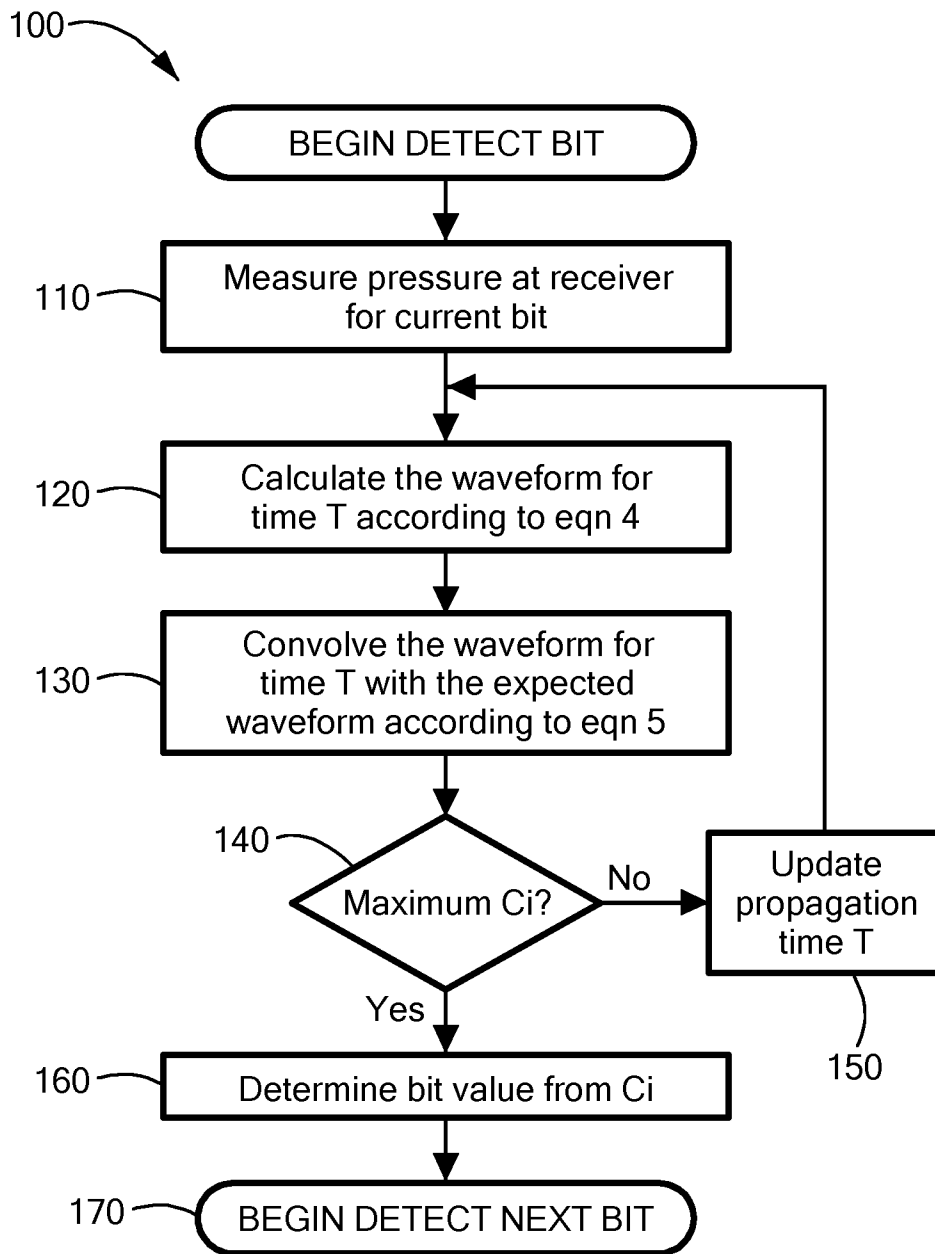 100
BEGIN DETECT BIT
110
Measure pressure at receiver
for current bit
120
Calculate the waveform for
time T according to eqn 4
130
Convolve the waveform for
time T with the expected
waveform according to eqn 5
140
Maximum Ci?
No
Update
propagation
time T
150
Yes
160
Determine bit value from Ci
170
BEGIN DETECT NEXT BIT